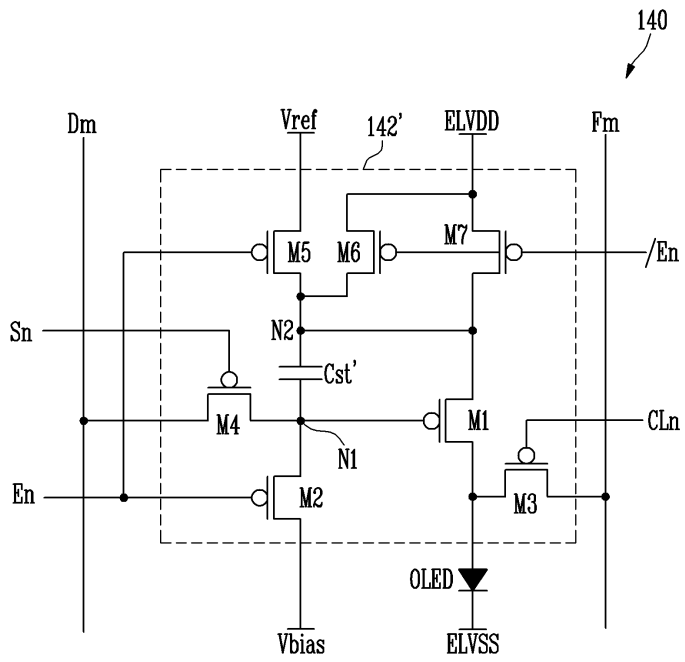 140
Dm
Vref
142'
ELVDD
Fm
M5
M6
M7
/En
Sn
N2
Cst'
M4
M1
CLn
N1
En
M2
M3
OLED
Vbias
ELVSS